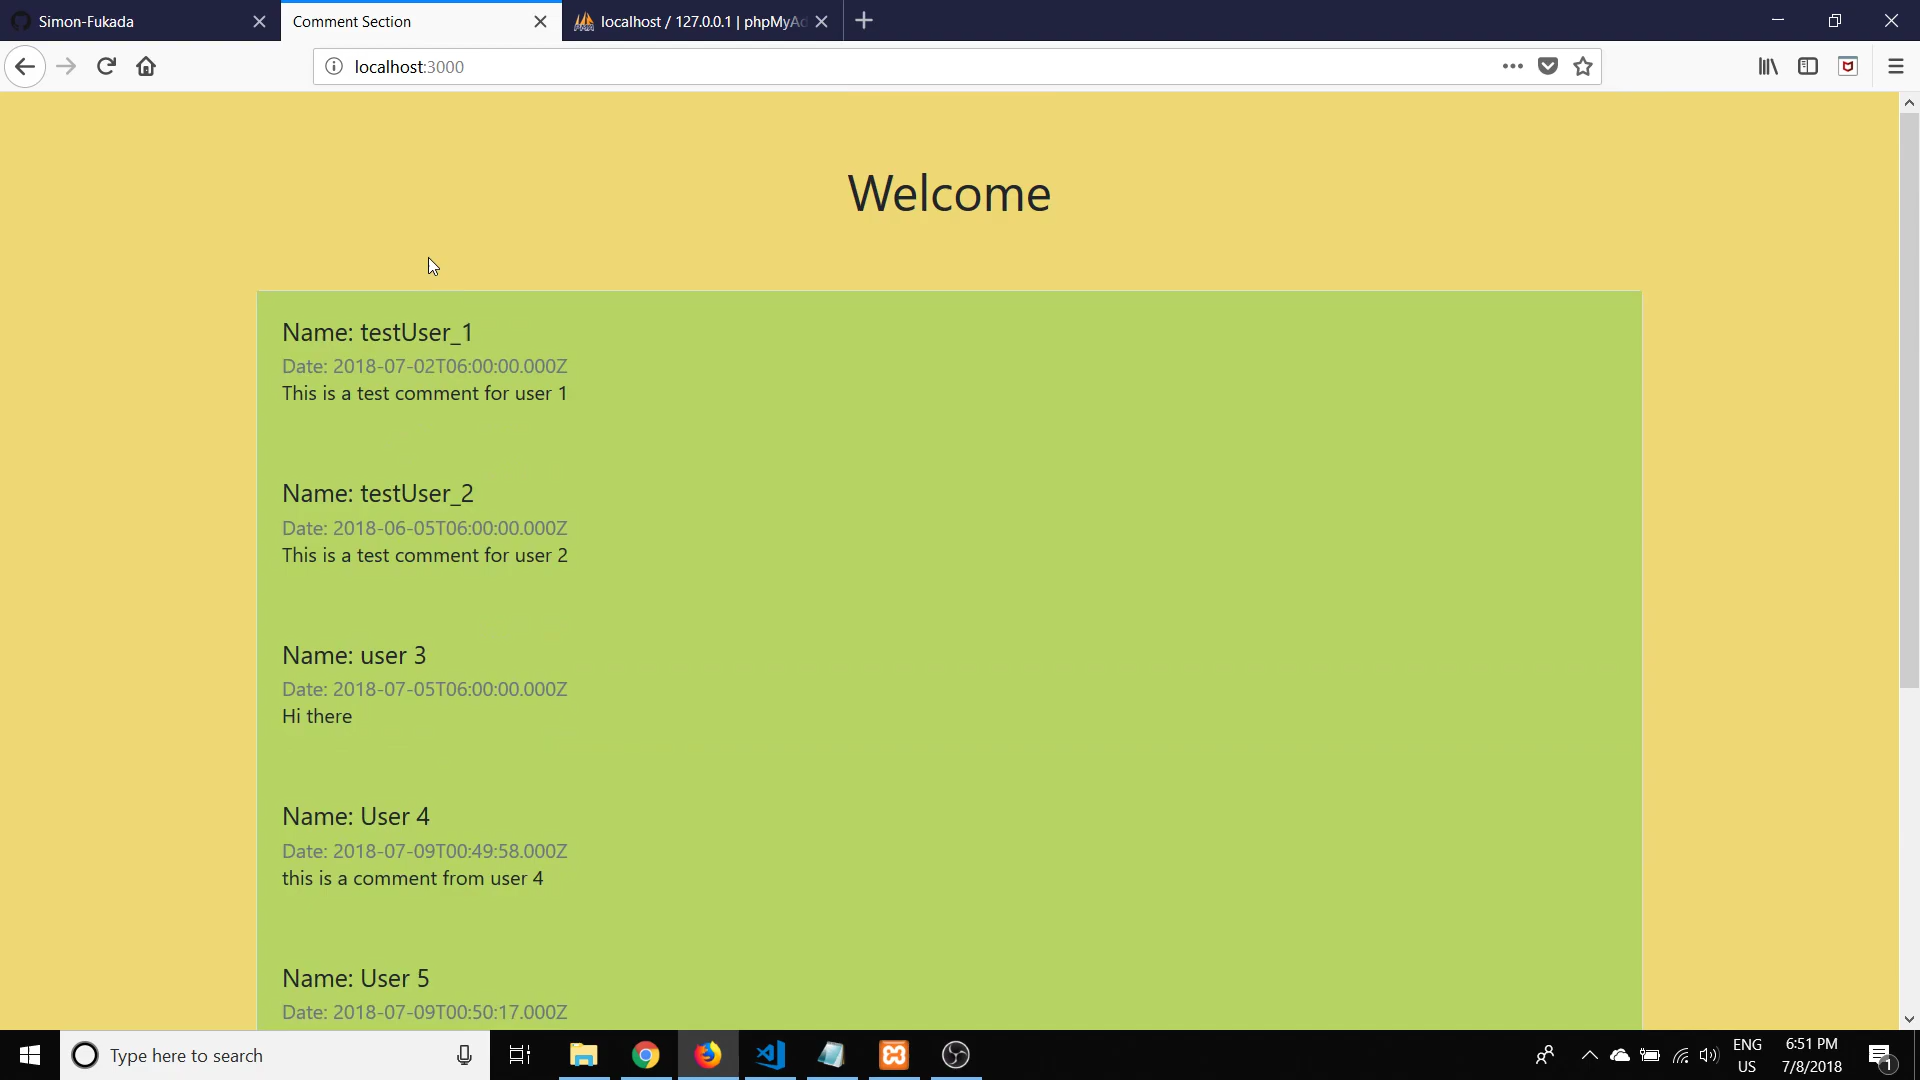 Simon-Fukada
Comment Section
localhost / 127.0.0.1 | phpMyAd
localhost:3000
Welcome
Name: testUser_1
Date: 2018-07-02T06:00:00.000Z
This is a test comment for user 1
Name: testUser_2
Date: 2018-06-05T06:00:00.000Z
This is a test comment for user 2
Name: user 3
Date: 2018-07-05T06:00:00.000Z
Hi there
Name: User 4
Date: 2018-07-09T00:49:58.000Z
this is a comment from user 4
Name: User 5
Date: 2018-07-09T00:50:17.000Z
Type here to search
ENG
US
6:51 PM
7/8/2018
1